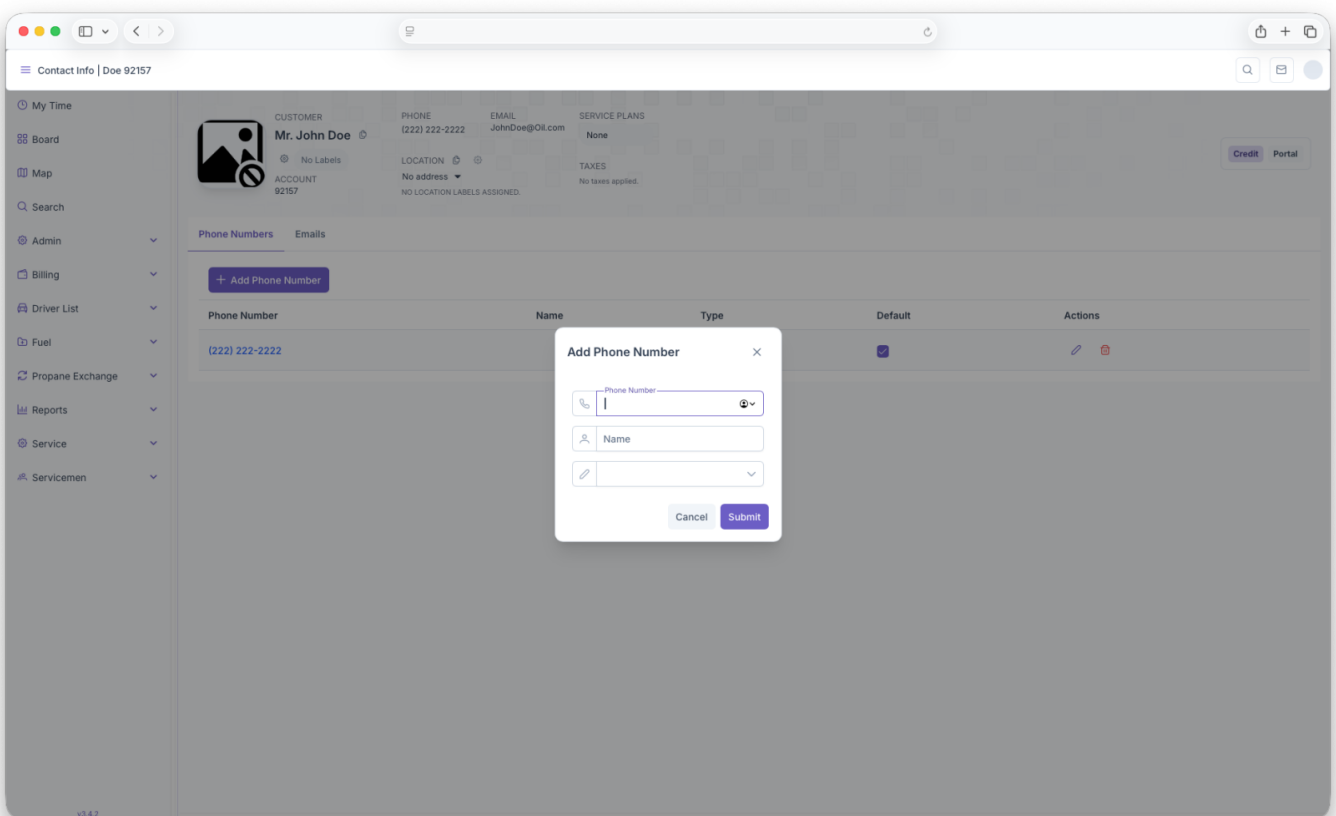 Contact Info | Doe 92157
My Time
Board
Map
Search
Admin
Billing
Driver List
Fuel
Propane Exchange
Reports
Service
Servicemen
v3.4.2
CUSTOMER
Mr. John Doe
No Labels
ACCOUNT
92157
PHONE
(222) 222-2222
EMAIL
JohnDoe@Oil.com
LOCATION
No address
NO LOCATION LABELS ASSIGNED.
SERVICE PLANS
None
TAXES
No taxes applied.
Credit Portal
Phone Numbers Emails
+ Add Phone Number
Phone Number Name Type Default Actions
(222) 222-2222
Add Phone Number
Phone Number
Name
Cancel Submit